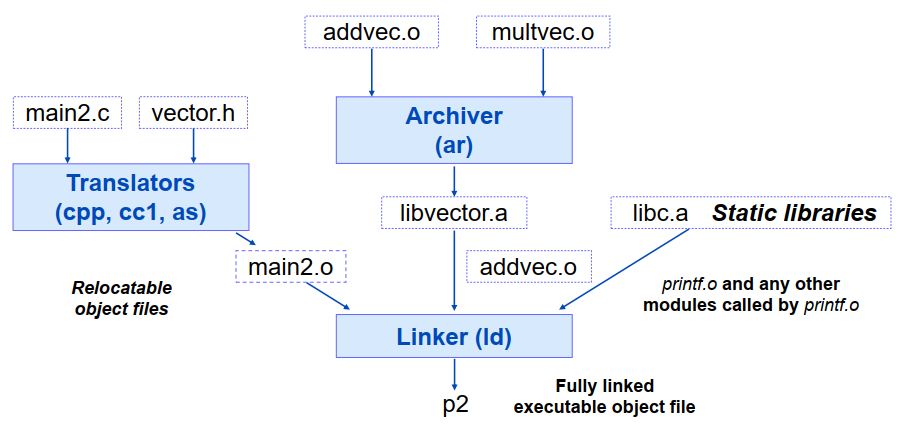 addvec.o
multvec.o
main2.c
vector.h
Archiver
(ar)
Translators
(cpp, cc1, as)
libvector.a
libc.a Static libraries
main2.o
addvec.o
Relocatable
object files
printf.o and any other
modules called by printf.o
Linker (ld)
p2
Fully linked
executable object file